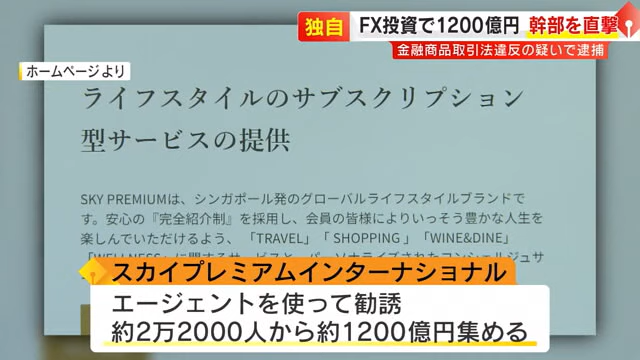 独自
FX投資で1200億円 幹部を直撃
金融商品取引法違反の疑いで逮捕
ホームページより
ライフスタイルのサブスクリプション
型サービスの提供
SKY PREMIUMは、シンガポール発のグローバルライフスタイルブランドで
す。安心の『完全紹介制』を採用し、会員の皆様によりいっそう豊かな人生を
楽しんでいただけるよう、「TRAVEL」「 SHOPPING 」「WINE&DINE」
スカイプレミアムインターナショナル
エージェントを使って勧誘
約2万2000人から約1200億円集める